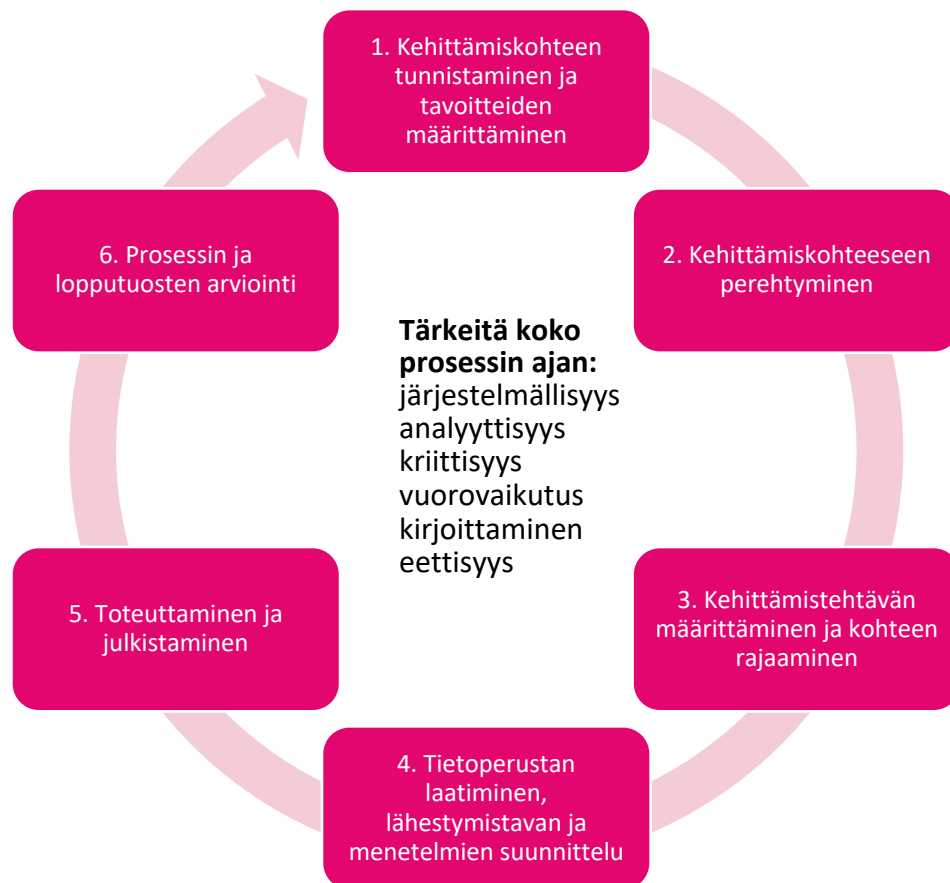 1. Kehittämiskohteen
tunnistaminen ja
tavoitteiden
määrittäminen
2. Kehittämiskohteeseen
perehtyminen
3. Kehittämistehtävän
määrittäminen ja kohteen
rajaaminen
4. Tietoperustan
laatiminen,
lähestymistavan ja
menetelmien suunnittelu
5. Toteuttaminen ja
julkistaminen
6. Prosessin ja
lopputuosten arviointi
Tärkeitä koko
prosessin ajan:
järjestelmällisyys
analyyttisyys
kriittisyys
vuorovaikutus
kirjoittaminen
eettisyys